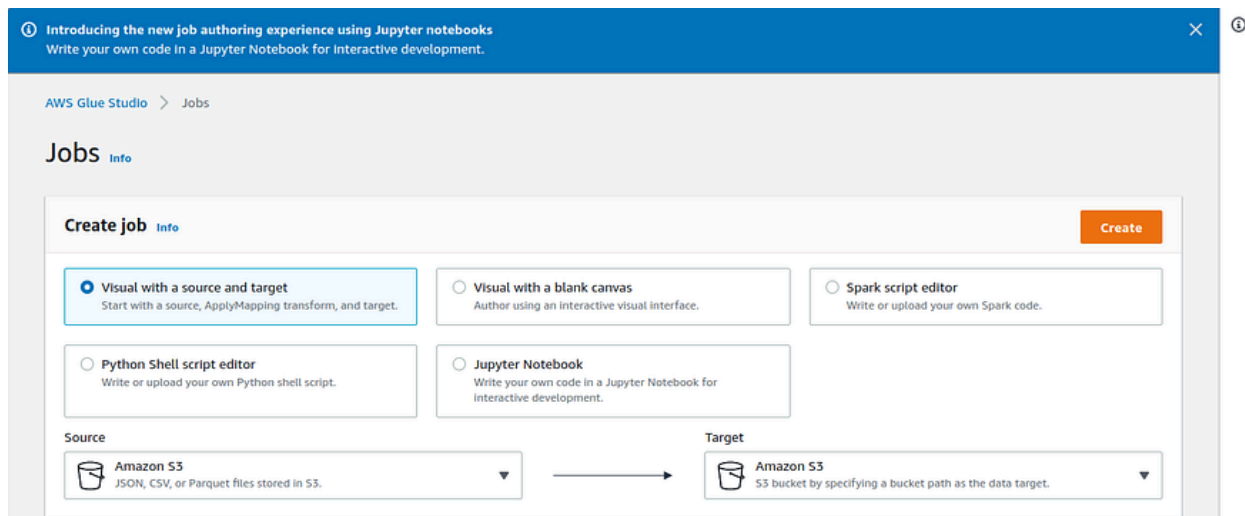 Introducing the new job authoring experience using Jupyter notebooks
Write your own code in a Jupyter Notebook for interactive development.
AWS Glue Studio > Jobs
Jobs Info
Create job Info
Create
Visual with a source and target
Start with a source, ApplyMapping transform, and target.
Visual with a blank canvas
Author using an interactive visual interface.
Spark script editor
Write or upload your own Spark code.
Python Shell script editor
Write or upload your own Python shell script.
Jupyter Notebook
Write your own code in a Jupyter Notebook for
interactive development.
Source
Amazon S3
JSON, CSV, or Parquet files stored in S3.
Target
Amazon S3
S3 bucket by specifying a bucket path as the data target.